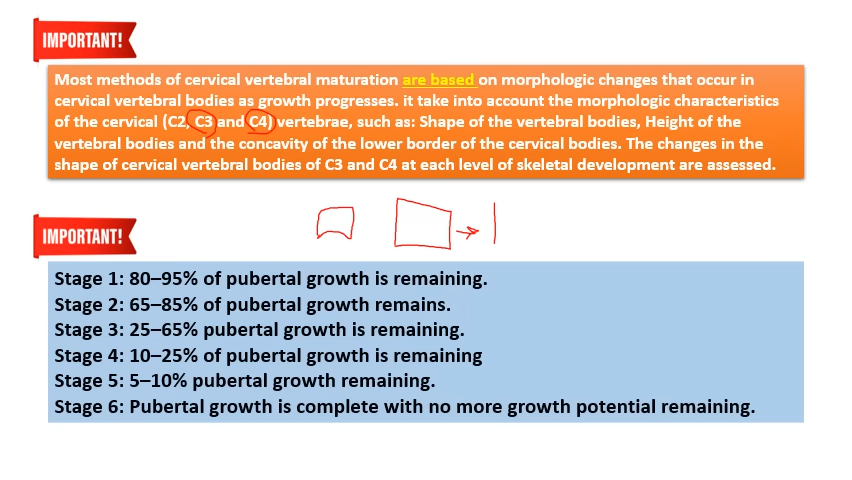 IMPORTANT!
Most methods of cervical vertebral maturation are based on morphologic changes that occur in
cervical vertebral bodies as growth progresses. it take into account the morphologic characteristics
of the cervical (C2, C3 and C4) vertebrae, such as: Shape of the vertebral bodies, Height of the
vertebral bodies and the concavity of the lower border of the cervical bodies. The changes in the
shape of cervical vertebral bodies of C3 and C4 at each level of skeletal development are assessed.
IMPORTANT!
Stage 1: 80–95% of pubertal growth is remaining.
Stage 2: 65–85% of pubertal growth remains.
Stage 3: 25–65% pubertal growth is remaining.
Stage 4: 10–25% of pubertal growth is remaining
Stage 5: 5–10% pubertal growth remaining.
Stage 6: Pubertal growth is complete with no more growth potential remaining.